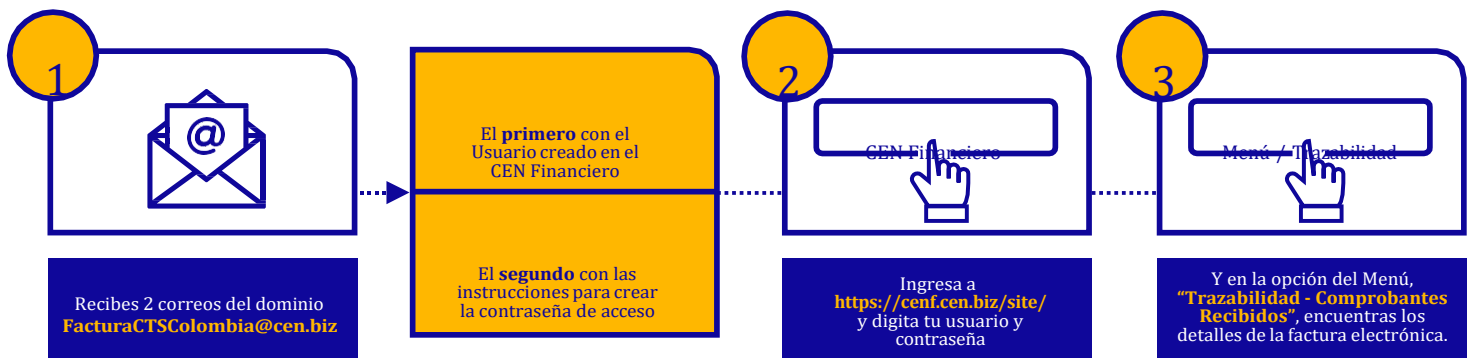 1
Recibes 2 correos del dominio
FacturaCTSColombia@cen.biz
El primero con el
Usuario creado en el
CEN Financiero
El segundo con las
instrucciones para crear
la contraseña de acceso
2
CEN Financiero
Ingresa a
https://cenf.cen.biz/site/
y digita tu usuario y
contraseña
3
Menú / Trazabilidad
Y en la opción del Menú,
“Trazabilidad - Comprobantes
Recibidos”, encuentras los
detalles de la factura electrónica.